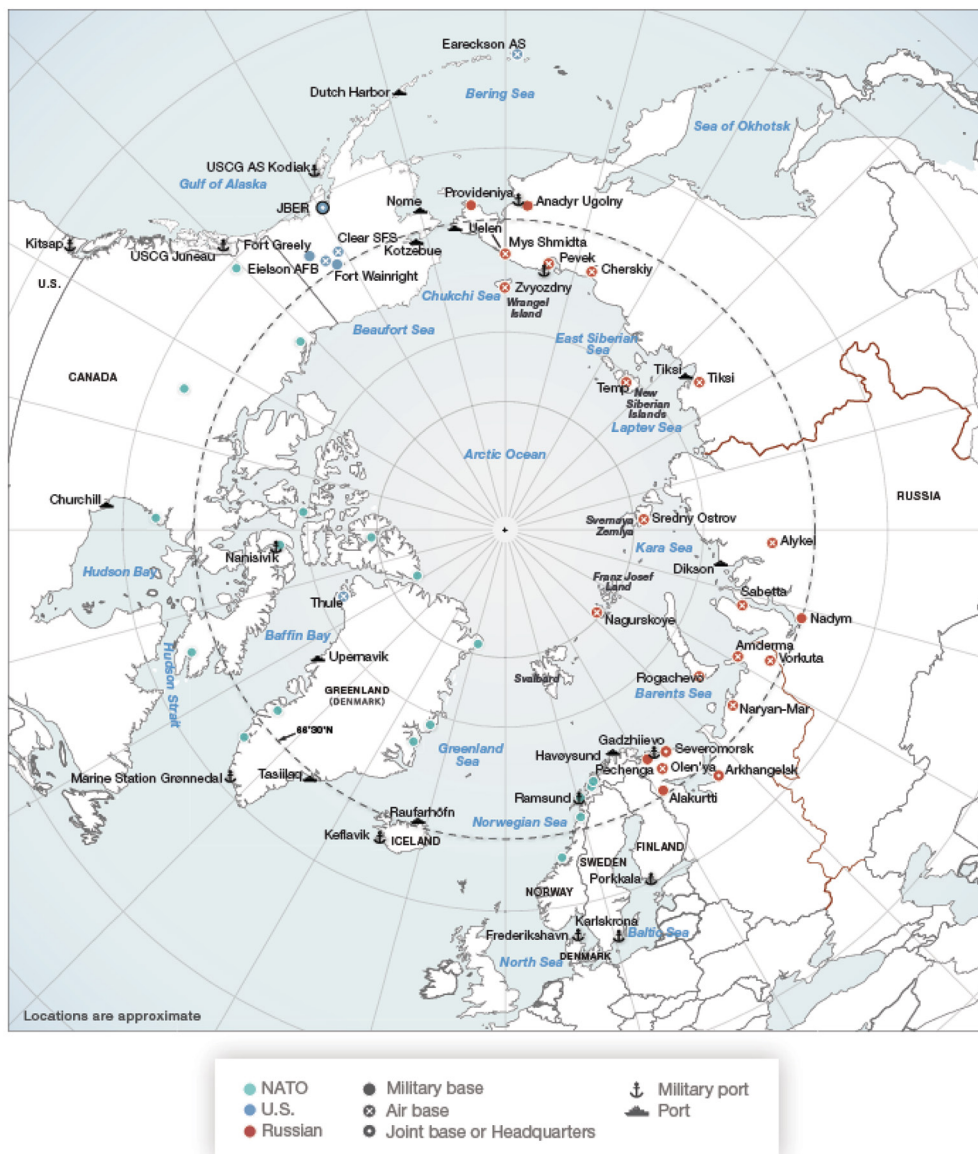 Eareckson AS
Dutch Harbor
Bering Sea
Sea of Okhotsk
USCG AS Kodiak
Gulf of Alaska
JBER
Nome
Provideniya
Anadyr Ugolny
Kitsap
USCG Juneau
Fort Greely
Clear SFS
Kotzebue
Uelen
Mys Shmidta
Pevek
Cherskiy
Eielson AFB
Fort Wainright
U.S.
Chukchi Sea
Zvyozdny
Wrangel
Island
Beaufort Sea
East Siberian
Sea
CANADA
Tiksi
Tiksi
Temp
New
Siberian
Islands
Laptev Sea
Arctic Ocean
RUSSIA
Churchill
Svernaya
Zemlya
Sredny Ostrov
Kara Sea
Alykel
Nanisivik
Hudson Bay
Dikson
Franz Josef
Land
Thule
Sabetta
Nagurskoye
Nadym
Baffin Bay
Hudson Strait
Upernavik
Amderma
Vorkuta
Svalbard
Rogachevo
Barents Sea
GREENLAND
(DENMARK)
Naryan-Mar
66°30'N
Greenland
Sea
Gadzhiievo
Havøysund
Severomorsk
Pechenga
Olen'ya
Arkhangelsk
Marine Station Grønnedal
Tasiilaq
Ramsund
Alakurtti
Raufarhöfn
Norwegian Sea
Keflavik
ICELAND
FINLAND
SWEDEN
Porkkala
NORWAY
Karlskrona
Frederikshavn
Baltic Sea
North Sea
DENMARK
Locations are approximate
NATO
U.S.
Russian
Military base
Air base
Joint base or Headquarters
Military port
Port